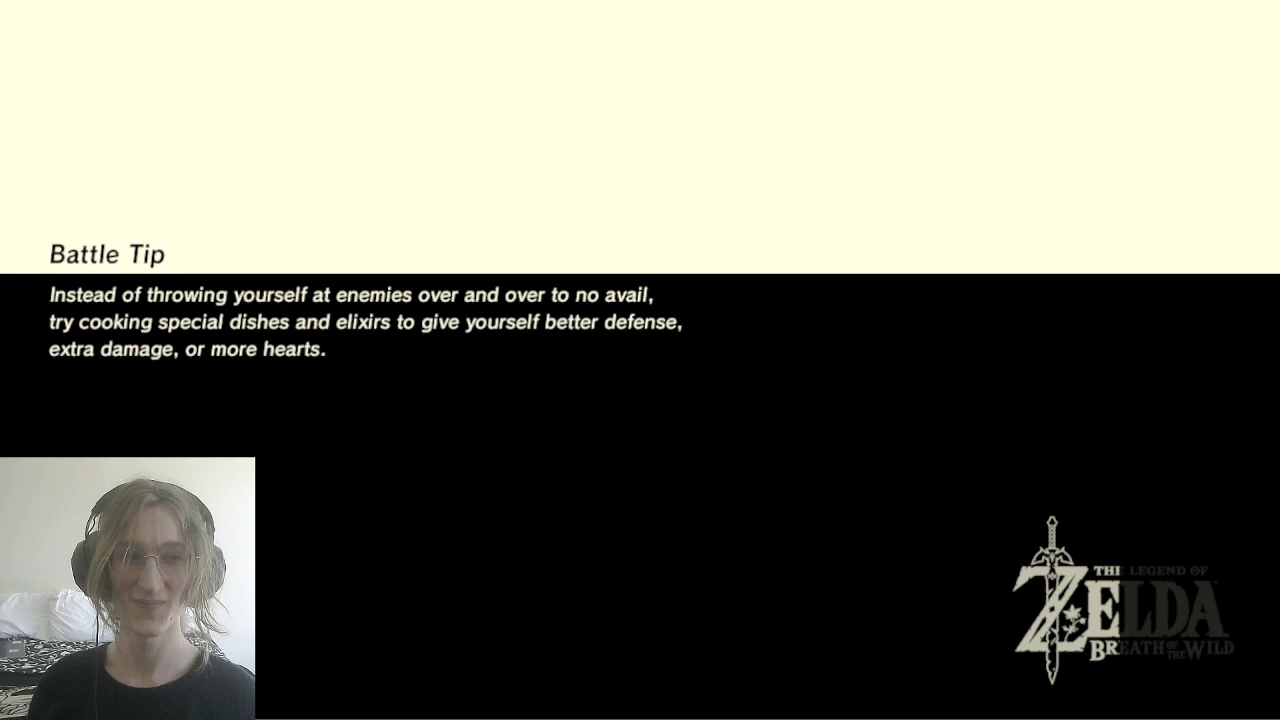 Battle Tip
Instead of throwing yourself at enemies over and over to no avail,
try cooking special dishes and elixirs to give yourself better defense,
extra damage, or more hearts.
THE LEGEND OF
ZELDA
BREATH OF THE WILD